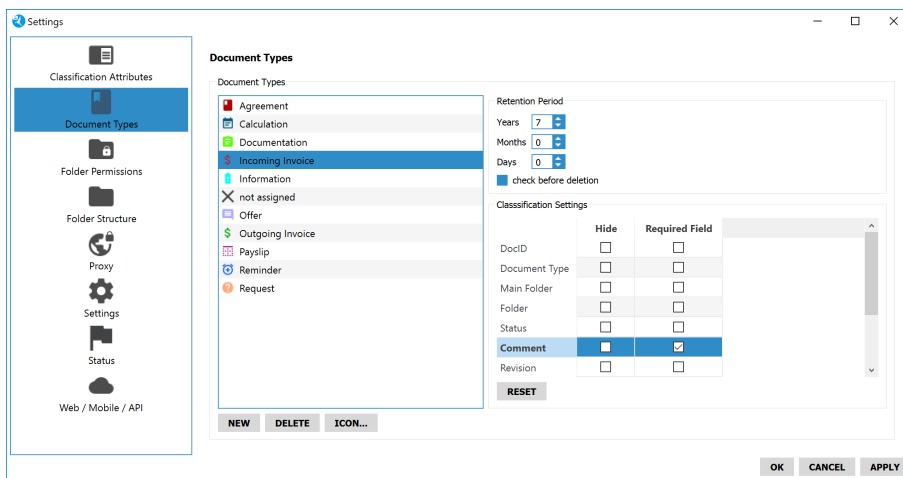 Settings
Classification Attributes
Document Types
Folder Permissions
Folder Structure
Proxy
Settings
Status
Web / Mobile / API
Document Types
Document Types
Agreement
Calculation
Documentation
Incoming Invoice
Information
not assigned
Offer
Outgoing Invoice
Payslip
Reminder
Request
NEW DELETE ICON...
Retention Period
Years 7
Months 0
Days 0
check before deletion
Classsification Settings
Hide Required Field
DocID
Document Type
Main Folder
Folder
Status
Comment
Revision
RESET
OK CANCEL APPLY